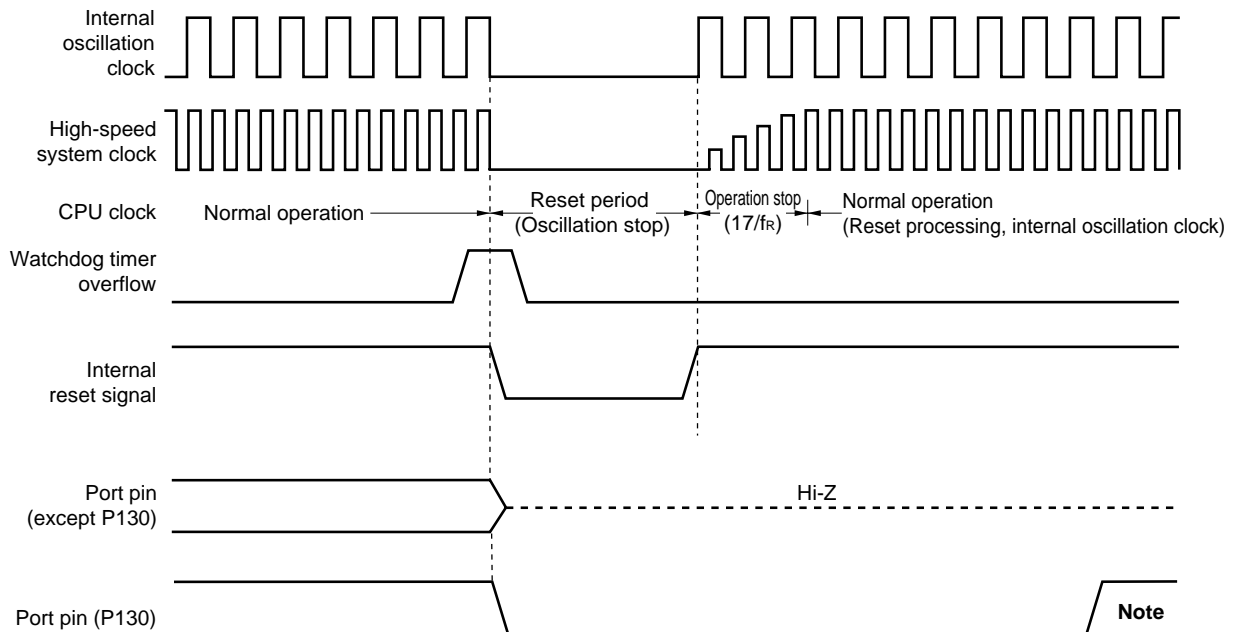 Internal
oscillation
clock
High-speed
system clock
CPU clock
Normal operation
Reset period
(Oscillation stop)
Operation stop
(17/fR)
Normal operation
(Reset processing, internal oscillation clock)
Watchdog timer
overflow
Internal
reset signal
Port pin
(except P130)
Hi-Z
Port pin (P130)
Note